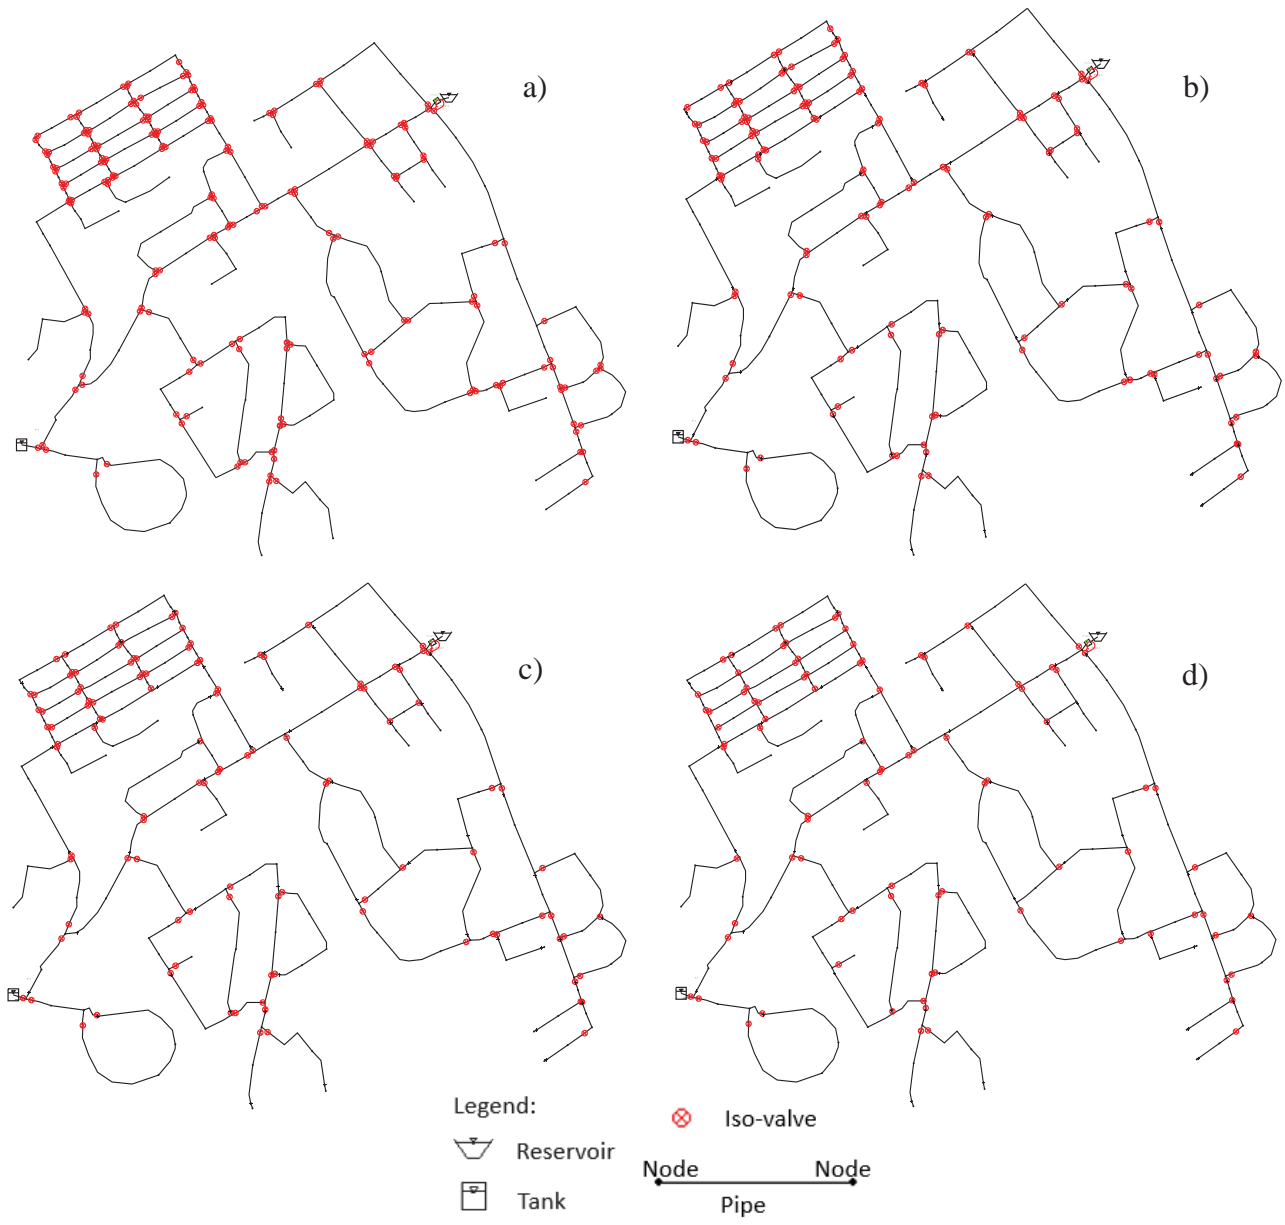 a)
b)
c)
d)
Legend:
Iso-valve
Reservoir
Node
Node
Tank
Pipe